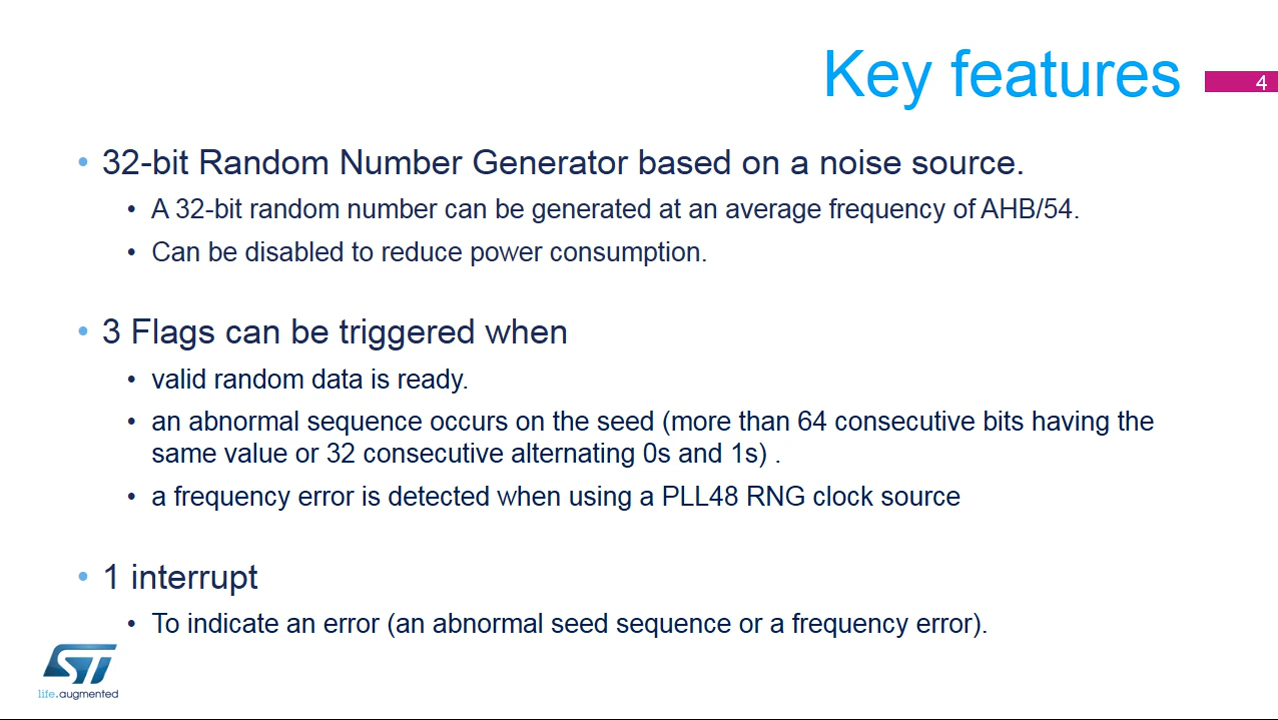 Key features
4
• 32-bit Random Number Generator based on a noise source.
• A 32-bit random number can be generated at an average frequency of AHB/54.
• Can be disabled to reduce power consumption.
• 3 Flags can be triggered when
• valid random data is ready.
• an abnormal sequence occurs on the seed (more than 64 consecutive bits having the
same value or 32 consecutive alternating 0s and 1s) .
• a frequency error is detected when using a PLL48 RNG clock source
• 1 interrupt
• To indicate an error (an abnormal seed sequence or a frequency error).
ST
life.augmented